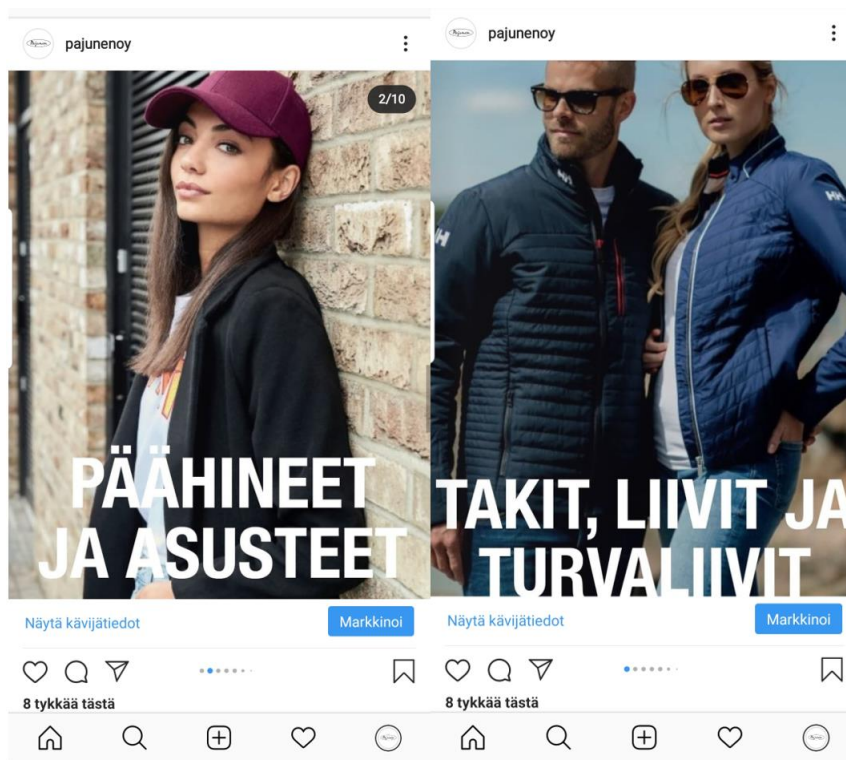 pajunenoy
2/10
PÄÄHINEET
JA ASUSTEET
Näytä kävijätiedot
Markkinoi
8 tykkää tästä
pajunenoy
HH
HH
TAKIT, LIIVIT JA
TURVALIIVIT
Näytä kävijätiedot
Markkinoi
8 tykkää tästä